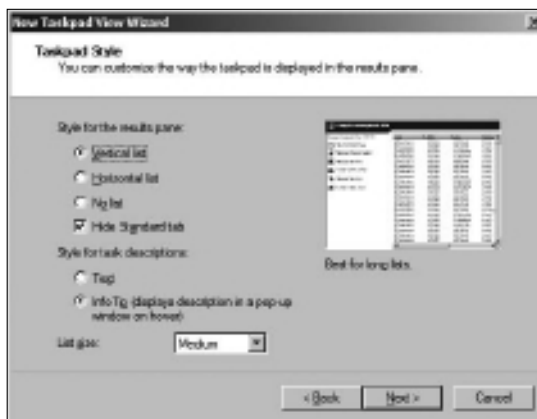 New Taskpad View Wizard
Taskpad Style
You can customize the way the taskpad is displayed in the results pane.
Style for the results pane:
Vertical list
Horizontal list
No list
Hide Standard tab
Best for long lists.
Style for task descriptions:
Text
InfoTip (displays description in a pop-up
window on hover)
List size:
Medium
< Back
Next >
Cancel